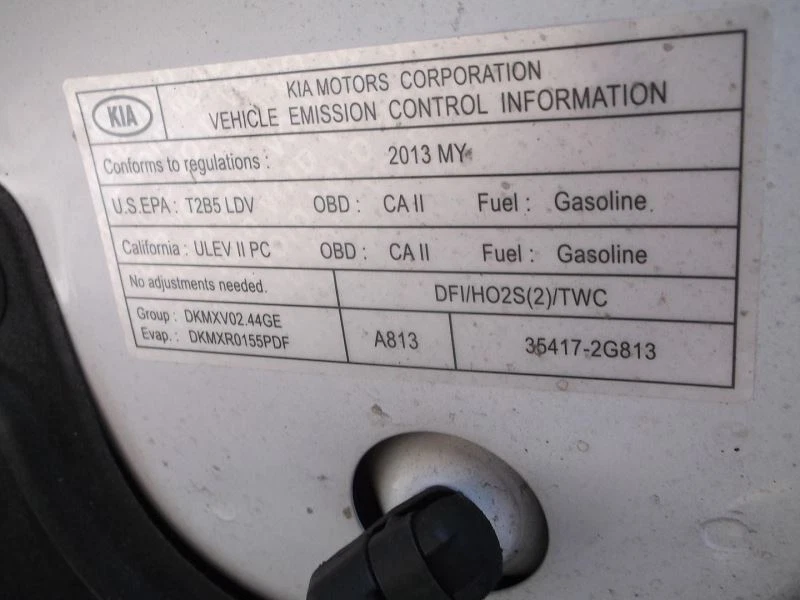 KIA
KIA MOTORS CORPORATION
VEHICLE EMISSION CONTROL INFORMATION
Conforms to regulations : 2013 MY
U.S.EPA : T2B5 LDV OBD : CA II Fuel : Gasoline
California : ULEV II PC OBD : CA II Fuel : Gasoline
No adjustments needed. DFI/HO2S(2)/TWC
Group : DKMXV02.44GE
Evap. : DKMXR0155PDF
A813
35417-2G813